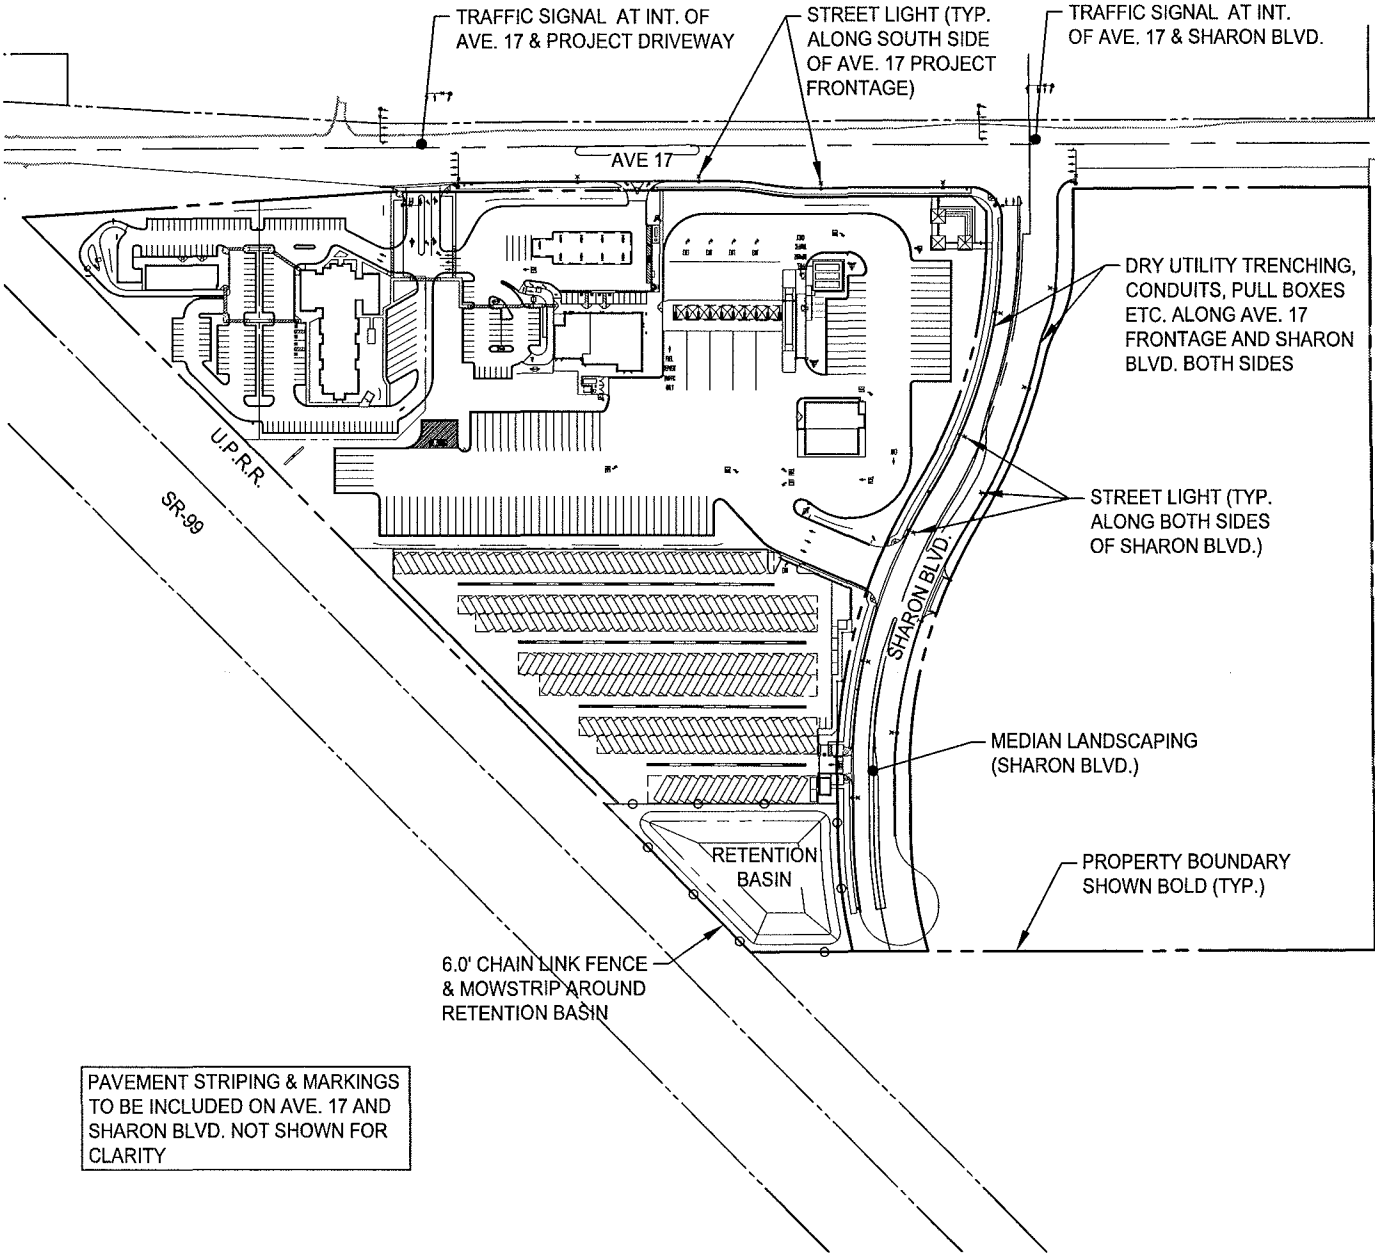 TRAFFIC SIGNAL AT INT. OF
AVE. 17 & PROJECT DRIVEWAY
STREET LIGHT (TYP.
ALONG SOUTH SIDE
OF AVE. 17 PROJECT
FRONTAGE)
TRAFFIC SIGNAL AT INT.
OF AVE. 17 & SHARON BLVD.
AVE 17
DRY UTILITY TRENCHING,
CONDUITS, PULL BOXES
ETC. ALONG AVE. 17
FRONTAGE AND SHARON
BLVD. BOTH SIDES
U.P.R.R.
SR-99
STREET LIGHT (TYP.
ALONG BOTH SIDES
OF SHARON BLVD.)
SHARON BLVD.
MEDIAN LANDSCAPING
(SHARON BLVD.)
RETENTION
BASIN
PROPERTY BOUNDARY
SHOWN BOLD (TYP.)
6.0' CHAIN LINK FENCE
& MOWSTRIP AROUND
RETENTION BASIN
PAVEMENT STRIPING & MARKINGS
TO BE INCLUDED ON AVE. 17 AND
SHARON BLVD. NOT SHOWN FOR
CLARITY